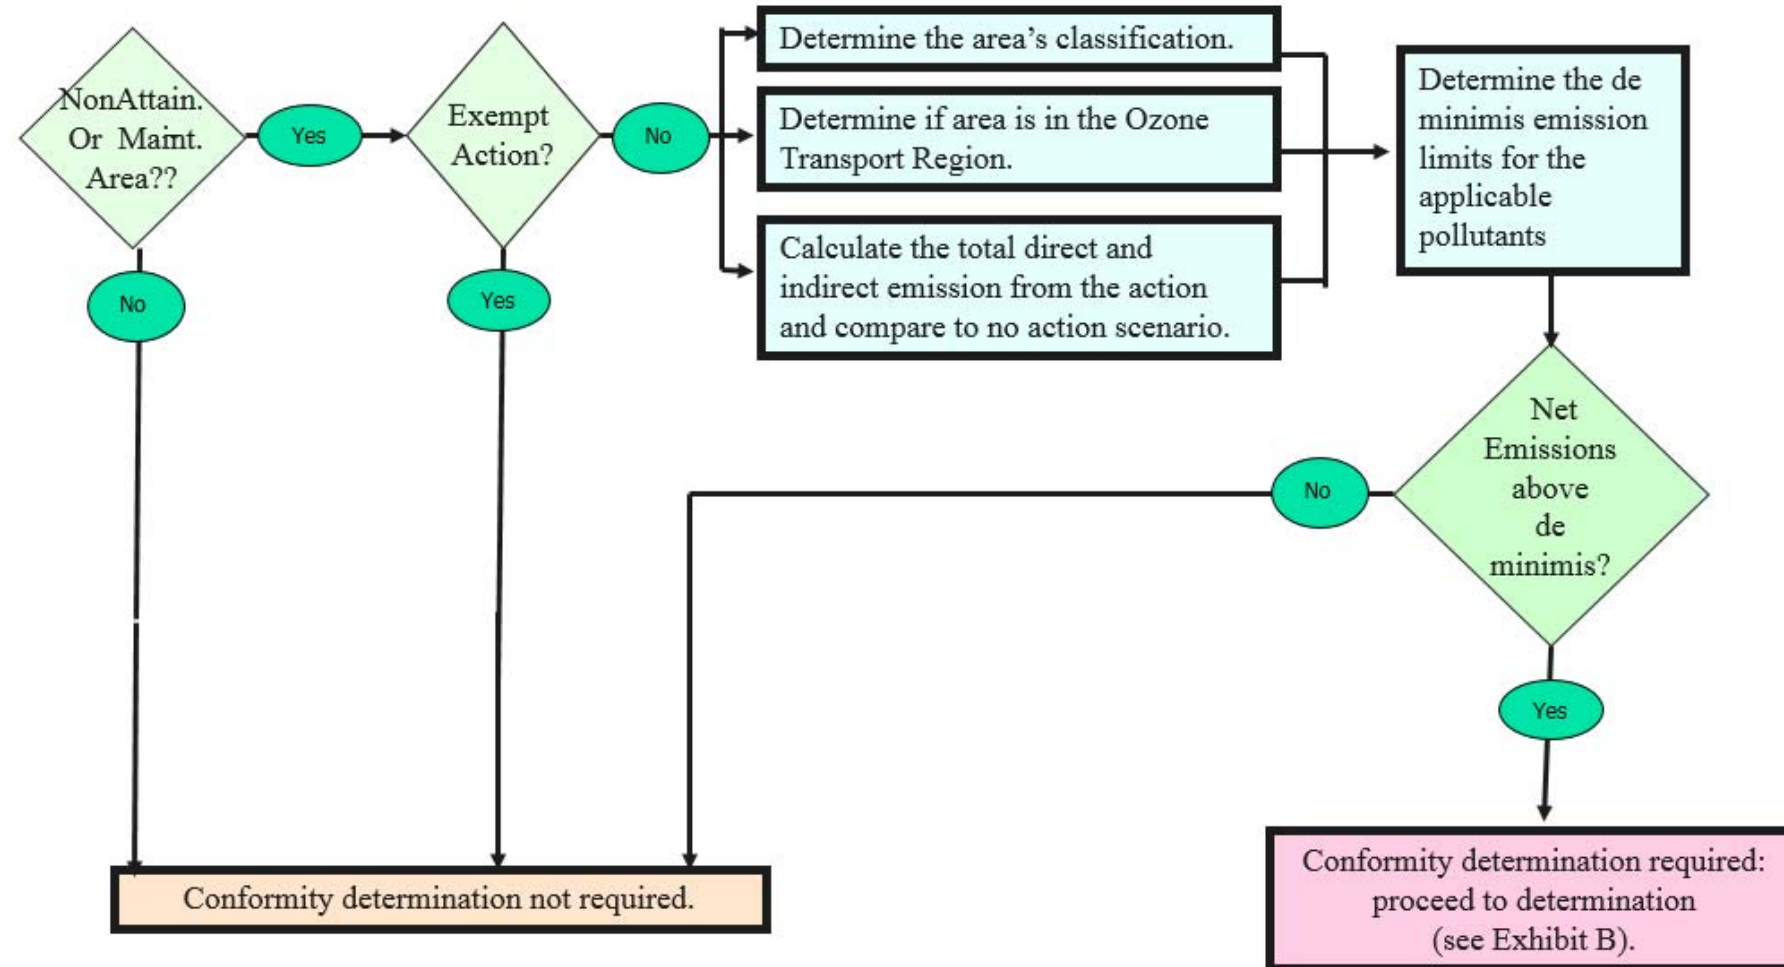 NonAttain.
Or Maint.
Area??
Yes
Exempt
Action?
No
Determine the area’s classification.
Determine if area is in the Ozone
Transport Region.
Calculate the total direct and
indirect emission from the action
and compare to no action scenario.
Determine the de
minimis emission
limits for the
applicable
pollutants
No
Yes
Net
Emissions
above
de
minimis?
No
Yes
Conformity determination not required.
Conformity determination required:
proceed to determination
(see Exhibit B).